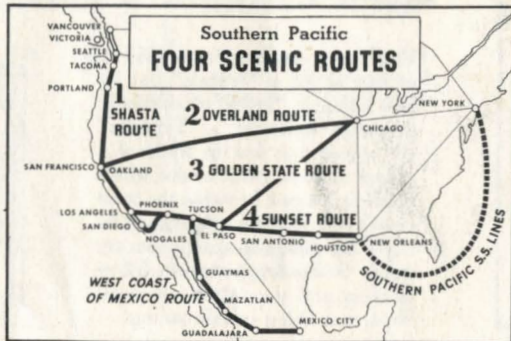 Southern Pacific
FOUR SCENIC ROUTES
VANCOUVER
VICTORIA
SEATTLE
TACOMA
PORTLAND
1
SHASTA
ROUTE
2 OVERLAND ROUTE
NEW YORK
CHICAGO
3 GOLDEN STATE ROUTE
SAN FRANCISCO
OAKLAND
LOS ANGELES
PHOENIX
TUCSON
4 SUNSET ROUTE
SAN DIEGO
NOGALES
EL PASO
SAN ANTONIO
HOUSTON
NEW ORLEANS
SOUTHERN PACIFIC S.S. LINES
WEST COAST
OF MEXICO ROUTE
GUAYMAS
MAZATLAN
GUADALAJARA
MEXICO CITY